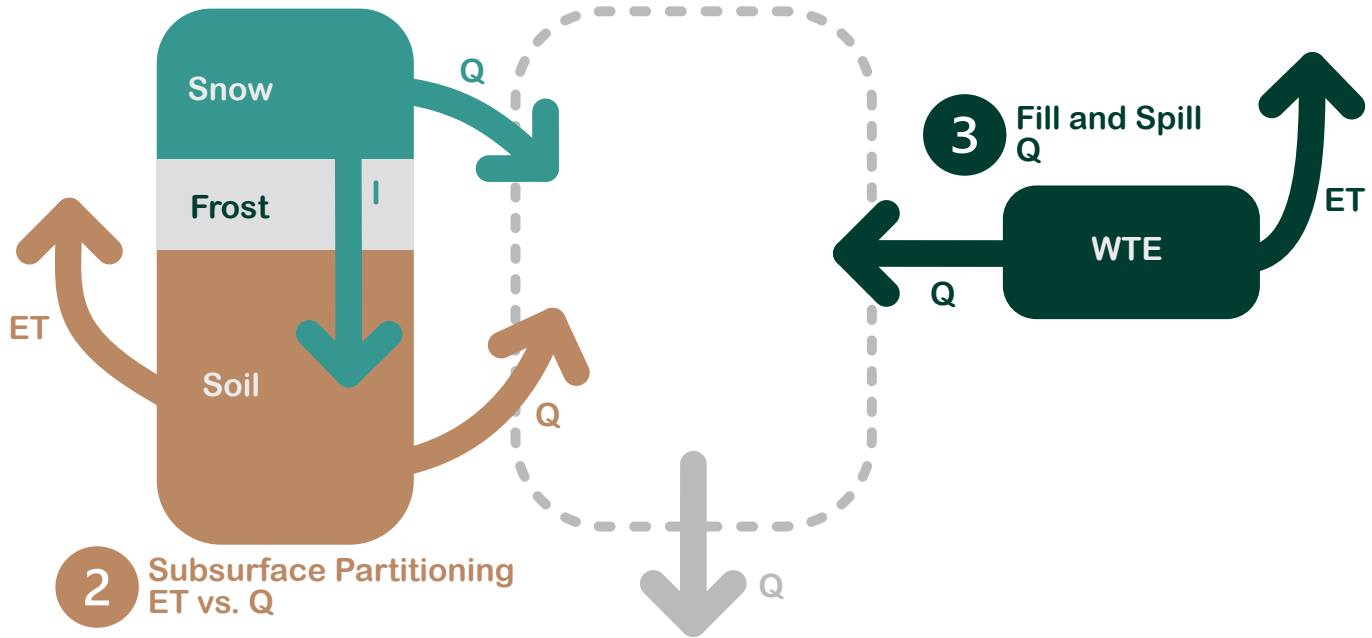 Snow
Q
Frost
I
ET
Soil
Q
2
Subsurface Partitioning
ET vs. Q
Q
3
Fill and Spill
Q
WTE
ET
Q